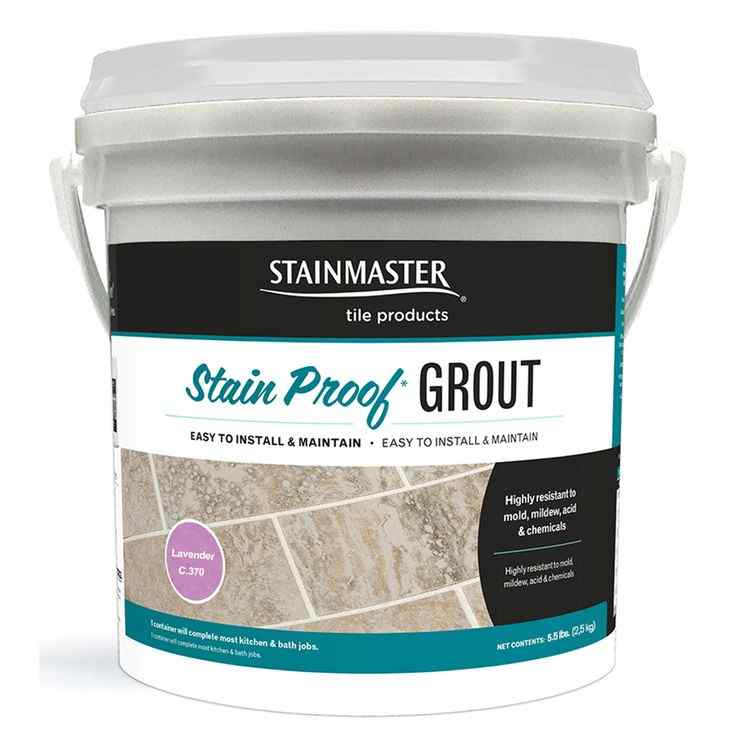 STAINMASTER®
tile products
Stain Proof* GROUT
EASY TO INSTALL & MAINTAIN • EASY TO INSTALL & MAINTAIN
Highly resistant to
mold, mildew, acid
& chemicals
Highly resistant to mold,
mildew, acid & chemicals
Lavender
C.370
1 container will complete most kitchen & bath jobs.
1 container will complete most kitchen & bath jobs.
NET CONTENTS: 5.5 lbs. (2,5 kg)